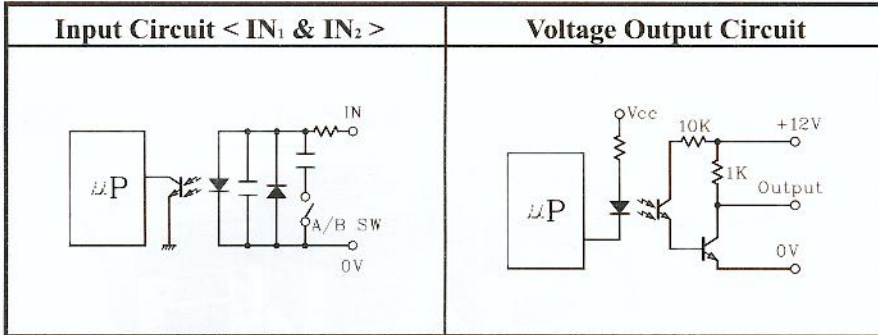 Input Circuit < IN₁ & IN₂ >
Voltage Output Circuit
IN
μP
A/B SW
0V
Vcc
10K
+12V
1K
Output
μP
0V